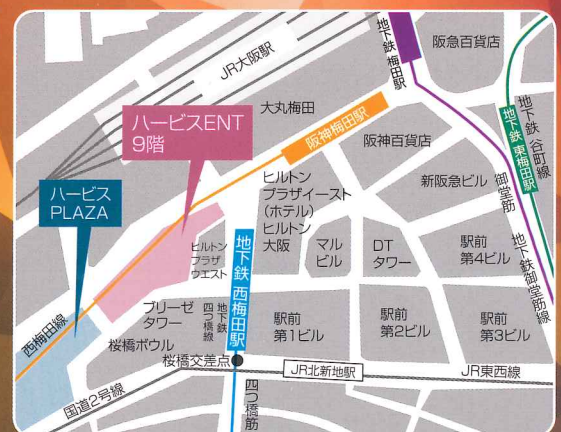 JR大阪駅
地下鉄 梅田駅
阪急百貨店
大丸梅田
ハービスENT
9階
阪神梅田駅
阪神百貨店
地下鉄 東梅田駅
地下鉄 谷町線
ハービス
PLAZA
ヒルトン
プラザイースト
(ホテル)
ヒルトン
大阪
新阪急ビル
御堂筋
地下鉄御堂筋線
ヒルトン
プラザ
ウエスト
地下鉄 西梅田駅
マル
ビル
DT
タワー
駅前
第4ビル
西梅田線
ブリーゼ
タワー
地下鉄
四つ橋線
駅前
第1ビル
駅前
第2ビル
駅前
第3ビル
桜橋ボウル
桜橋交差点
JR北新地駅
JR東西線
国道2号線
四つ橋筋